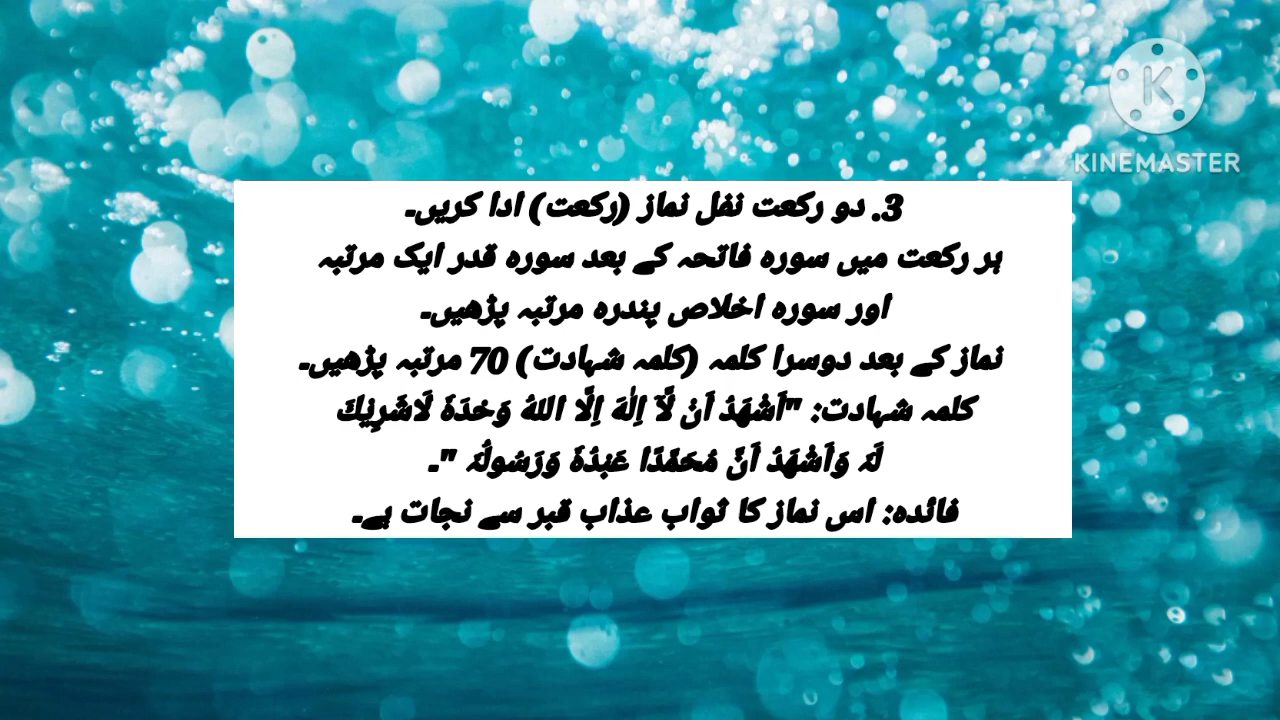 KINEMASTER
3. دو رکعت نفل نماز (رکعت) ادا کریں۔
ہر رکعت میں سورہ فاتحہ کے بعد سورہ قدر ایک مرتبہ
اور سورہ اخلاص پندرہ مرتبہ پڑھیں۔
نماز کے بعد دوسرا کلمہ (کلمہ شہادت) 70 مرتبہ پڑھیں۔
کلمہ شہادت: "اَشْهَدُ اَنْ لَّآ اِلٰهَ اِلَّا اللهُ وَحْدَهٗ لَاشَرِيْكَ
لَهٗ وَاَشْهَدُ اَنَّ مُحَمَّدًا عَبْدُهٗ وَرَسُولُهٗ "۔
فائدہ: اس نماز کا ثواب عذاب قبر سے نجات ہے۔